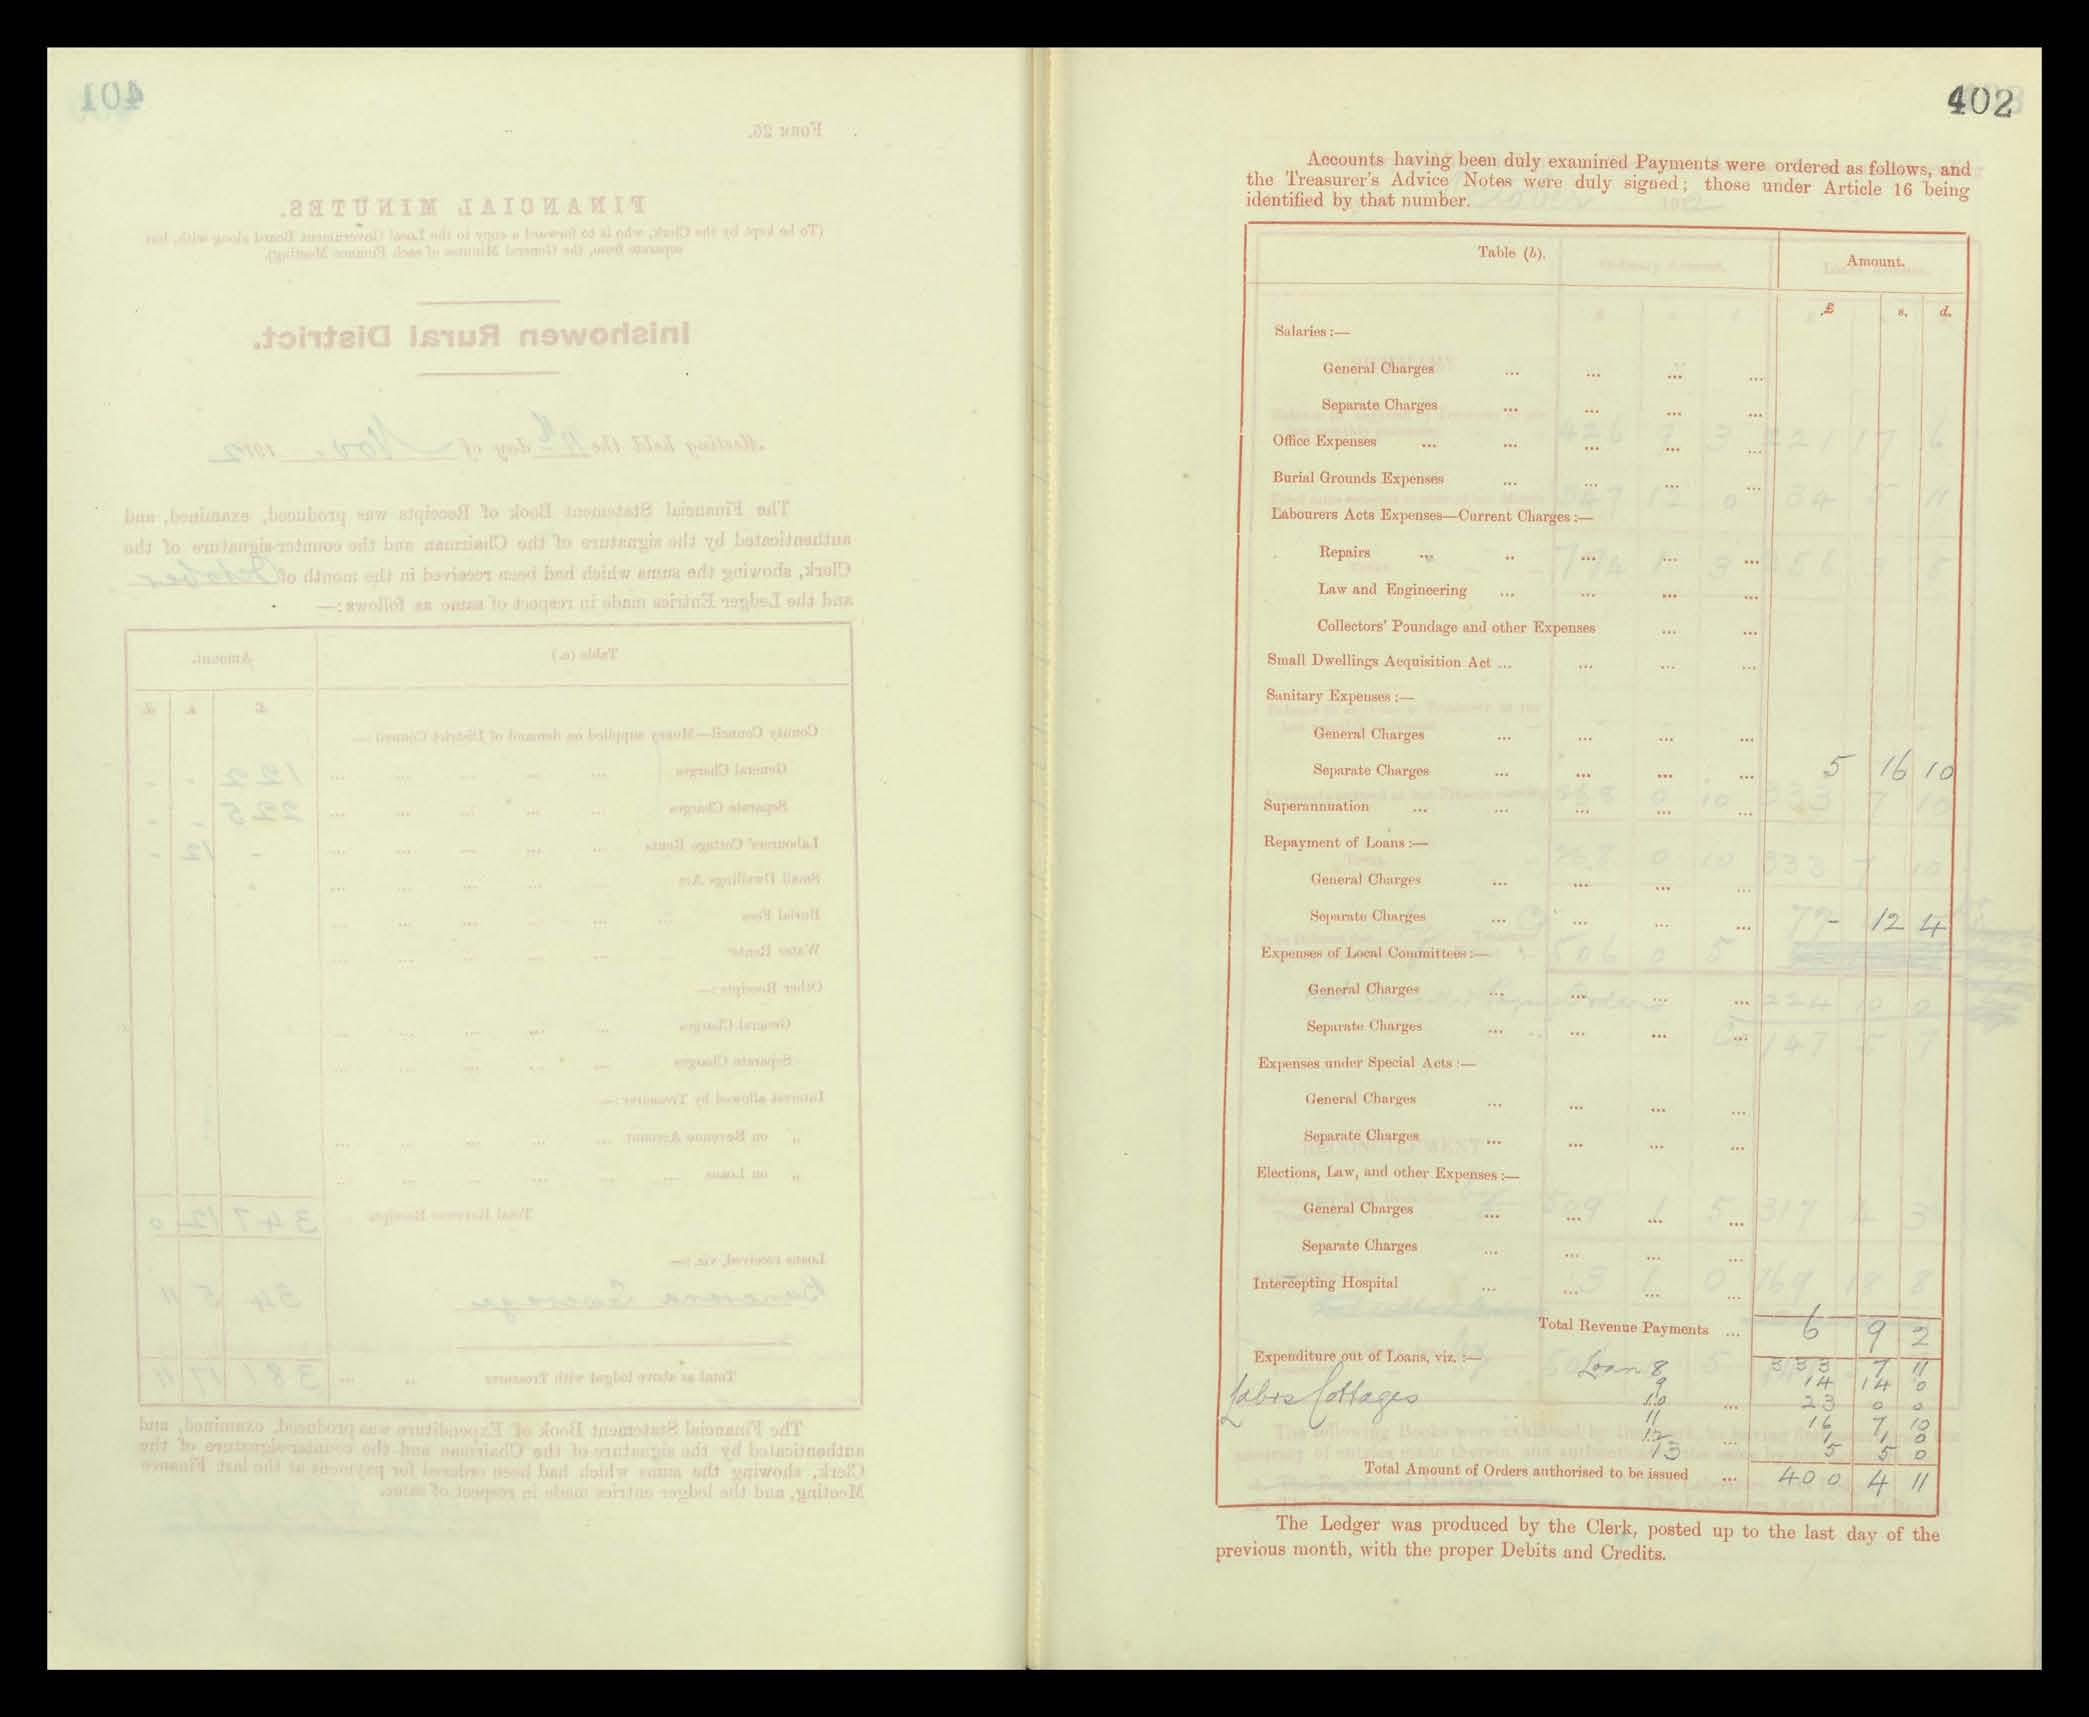 402
Accounts having been duly examined Payments were ordered as follows, and
the Treasurer's Advice Notes were duly signed; those under Article 16 being
identified by that number.
Table (b). Amount.
£ s. d.
Salaries :—
General Charges ... ... ... ...
Separate Charges ... ... ... ...
Office Expenses ... ... ... ... ...
Burial Grounds Expenses ... ... ... ...
Labourers Acts Expenses—Current Charges :—
Repairs ... .. ... ... ...
Law and Engineering ... ... ... ...
Collectors' Poundage and other Expenses ... ...
Small Dwellings Acquisition Act ... ... ... ...
Sanitary Expenses :—
General Charges ... ... ... ...
Separate Charges ... ... ... ... 5 16 10
Superannuation ... ... ... ... ...
Repayment of Loans :—
General Charges ... ... ... ...
Separate Charges ... ... ... ... - 12 4
Expenses of Local Committees :—
General Charges ... ... ... ...
Separate Charges ... ... ... ...
Expenses under Special Acts :—
General Charges ... ... ... ...
Separate Charges ... ... ... ...
Elections, Law, and other Expenses :—
General Charges ... ... ... ...
Separate Charges ... ... ... ...
Intercepting Hospital ... ... ... ...
Total Revenue Payments ... 6 9 2
Expenditure out of Loans, viz. :— Loan 8 333 7 11
9 14 14 0
Labrs Cottages 10 ... 23 0 0
11 16 7 10
12 ... 1 1 0
13 5 5 0
Total Amount of Orders authorised to be issued ... 400 4 11
The Ledger was produced by the Clerk, posted up to the last day of the
previous month, with the proper Debits and Credits.